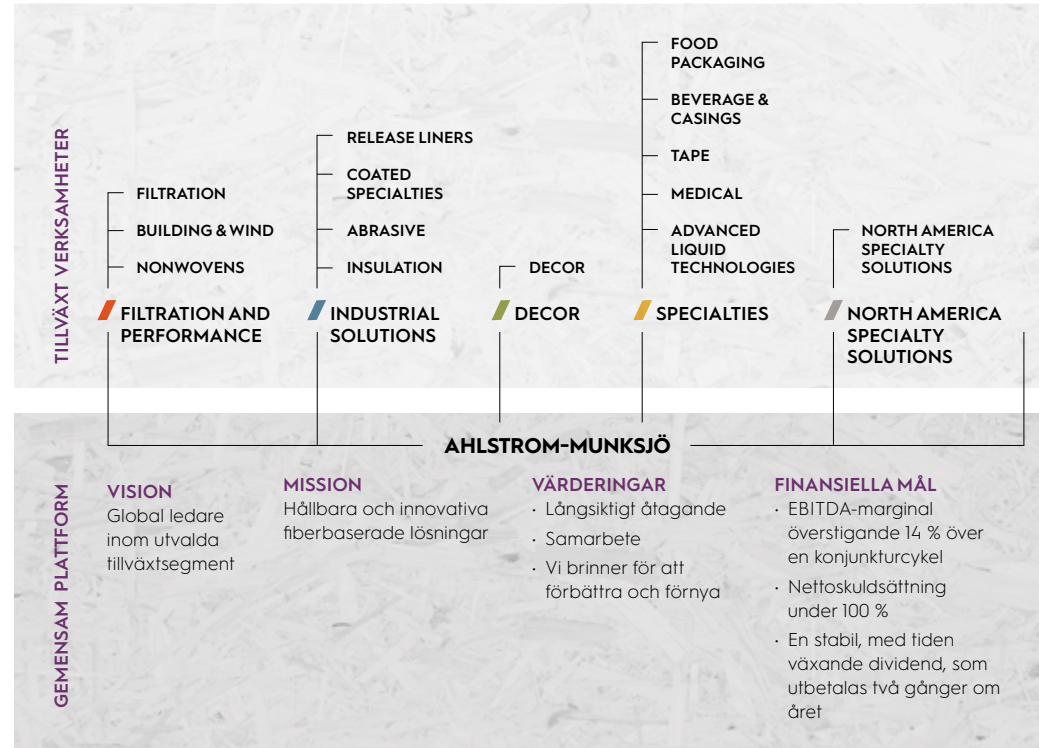 TILLVÄXT VERKSAMHETER
FILTRATION
BUILDING & WIND
NONWOVENS
FILTRATION AND
PERFORMANCE
RELEASE LINERS
COATED
SPECIALTIES
ABRASIVE
INSULATION
INDUSTRIAL
SOLUTIONS
DECOR
DECOR
FOOD
PACKAGING
BEVERAGE &
CASINGS
TAPE
MEDICAL
ADVANCED
LIQUID
TECHNOLOGIES
SPECIALTIES
NORTH AMERICA
SPECIALTY
SOLUTIONS
NORTH AMERICA
SPECIALTY
SOLUTIONS
AHLSTROM-MUNKSJÖ
GEMENSAM PLATTFORM
VISION
Global ledare
inom utvalda
tillväxtsegment
MISSION
Hållbara och innovativa
fiberbaserade lösningar
VÄRDERINGAR
· Långsiktigt åtagande
· Samarbete
· Vi brinner för att
förbättra och förnya
FINANSIELLA MÅL
· EBITDA-marginal
överstigande 14 % över
en konjunkturcykel
· Nettoskuldsättning
under 100 %
· En stabil, med tiden
växande dividend, som
utbetalas två gånger om
året